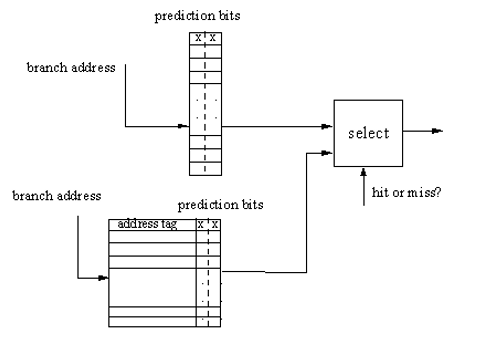 prediction bits
x x
branch address
select
hit or miss?
branch address
prediction bits
address tag x x